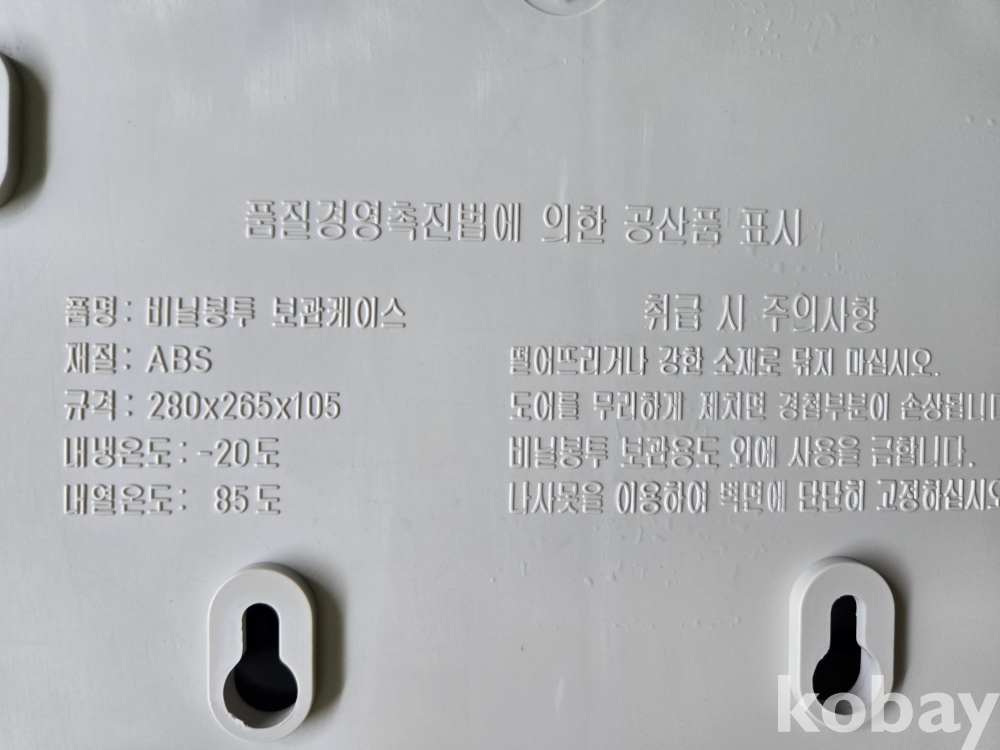 품질경영촉진법에 의한 공산품 표시
품명: 비닐봉투 보관케이스
재질: ABS
규격: 280x265x105
내냉온도: -20도
내열온도: 85도
취급 시 주의사항
떨어뜨리거나 강한 소재로 닦지 마십시오.
도어를 무리하게 제치면 경첩부분이 손상됩니다
비닐봉투 보관용도 외에 사용을 금합니다.
나사못을 이용하여 벽면에 단단히 고정하십시오
kobay